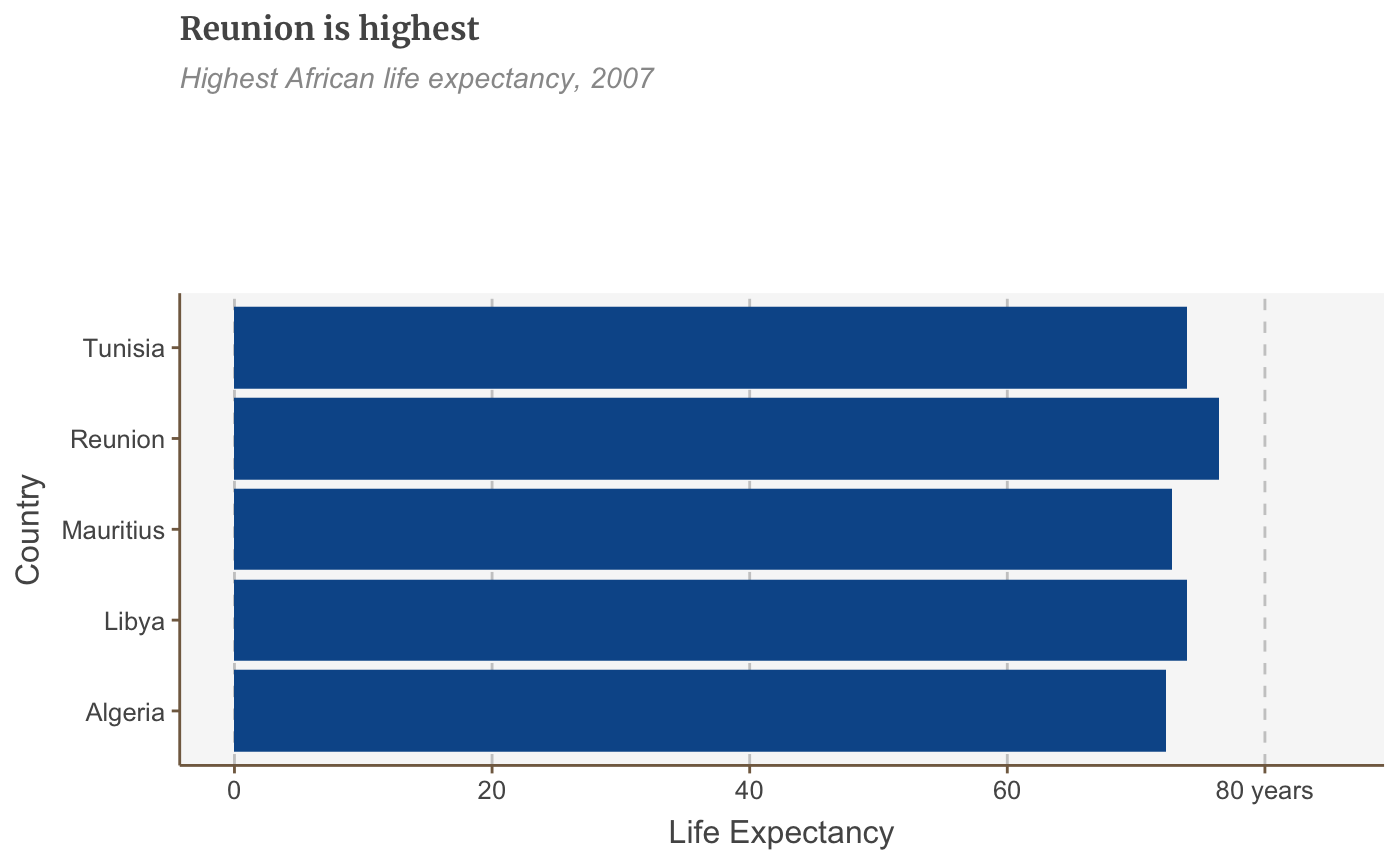 Reunion is highest
Highest African life expectancy, 2007
Tunisia
Reunion
Mauritius
Libya
Algeria
Country
0 20 40 60 80 years
Life Expectancy